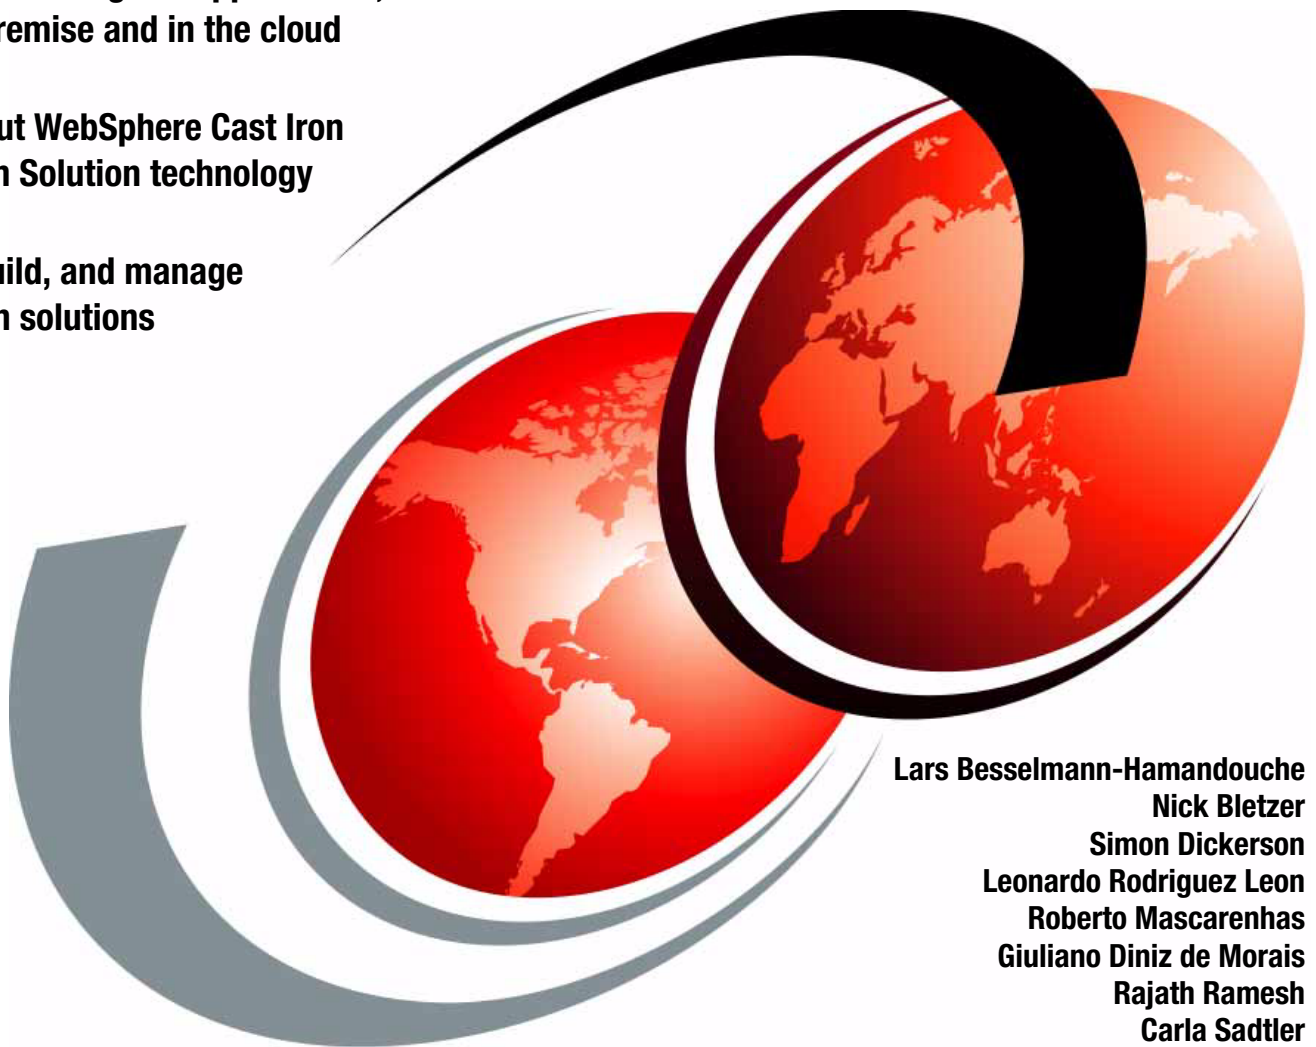 remise and in the cloud
ut WebSphere Cast Iron
n Solution technology
uild, and manage
n solutions
Lars Besselmann-Hamandouche
Nick Bletzer
Simon Dickerson
Leonardo Rodriguez Leon
Roberto Mascarenhas
Giuliano Diniz de Morais
Rajath Ramesh
Carla Sadtler